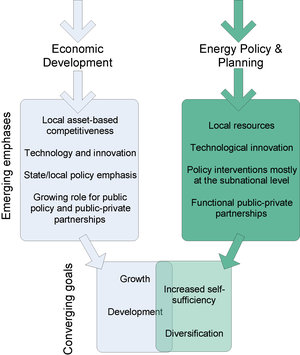 Economic
Development
Energy Policy &
Planning
Emerging emphases
Local asset-based
competitiveness
Technology and innovation
State/local policy emphasis
Growing role for public
policy and public-private
partnerships
Local resources
Technological innovation
Policy interventions mostly
at the subnational level
Functional public-private
partnerships
Converging goals
Growth
Development
Increased self-
sufficiency
Diversification